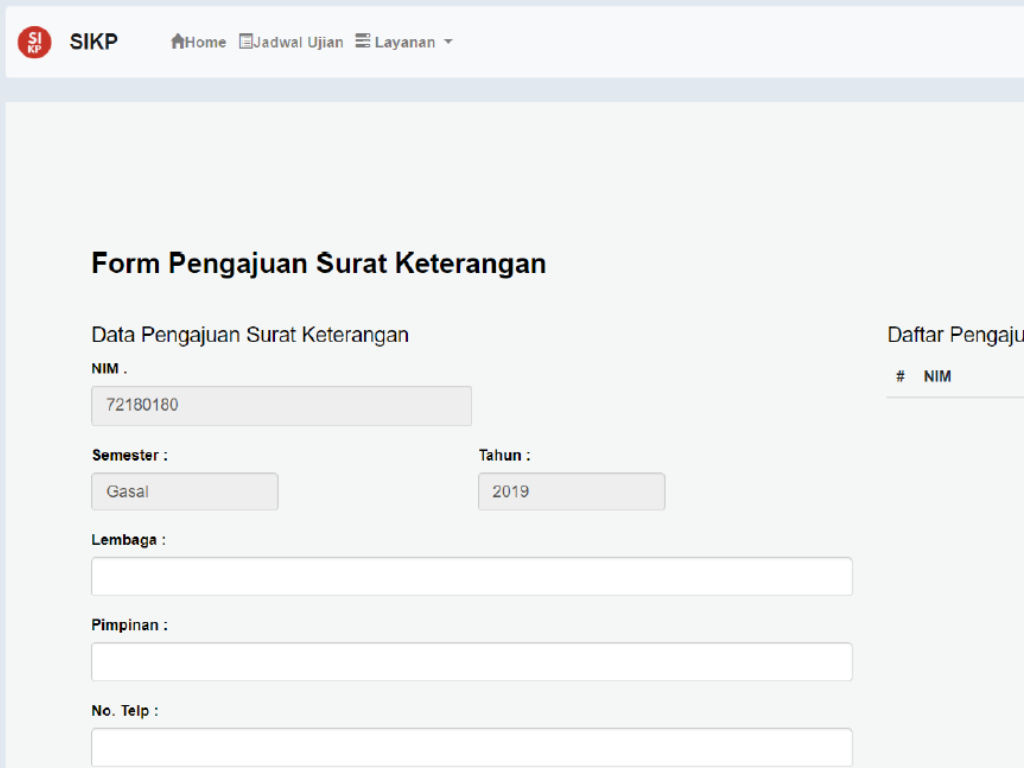 SI
KP
SIKP Home Jadwal Ujian Layanan
Form Pengajuan Surat Keterangan
Data Pengajuan Surat Keterangan
NIM .
72180180
Semester :
Gasal
Tahun :
2019
Lembaga :
Pimpinan :
No. Telp :
Daftar Pengaju
# NIM